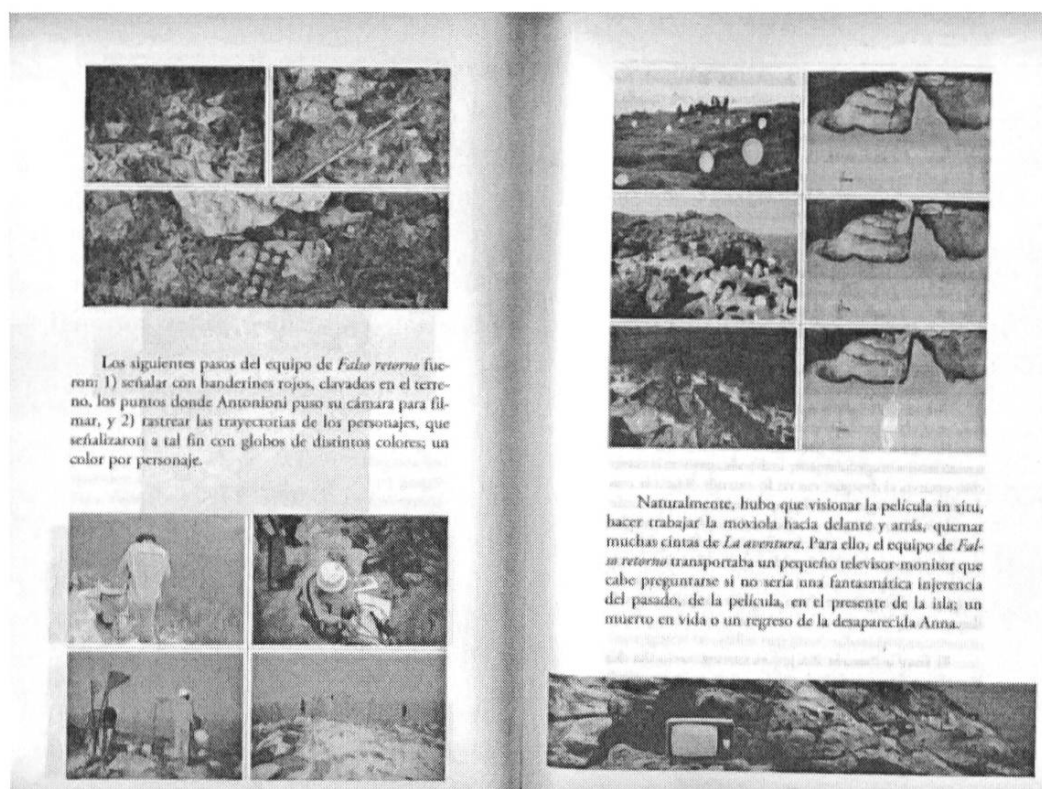 Los siguientes pasos del equipo de Falso retorno fue-
ron: 1) señalar con banderines rojos, clavados en el terre-
no, los puntos donde Antonioni puso su cámara para fil-
mar, y 2) rastrear las trayectorias de los personajes, que
señalizaron a tal fin con globos de distintos colores; un
color por personaje.
Naturalmente, hubo que visionar la película in situ,
hacer trabajar la moviola hacia delante y atrás, quemar
muchas cintas de La aventura. Para ello, el equipo de Fal-
so retorno transportaba un pequeño televisor-monitor que
cabe preguntarse si no sería una fantasmática injerencia
del pasado, de la película, en el presente de la isla; un
muerto en vida o un regreso de la desaparecida Anna.